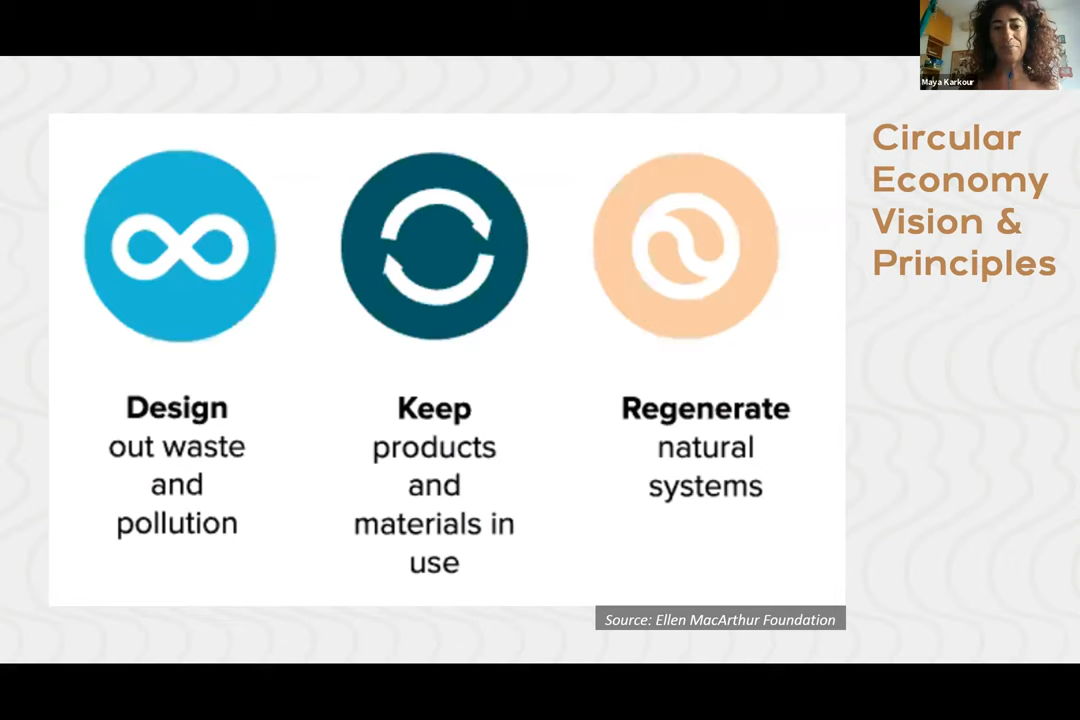 Maya Karkour
Circular
Economy
Vision &
Principles
Design
out waste
and
pollution
Keep
products
and
materials in
use
Regenerate
natural
systems
Source: Ellen MacArthur Foundation